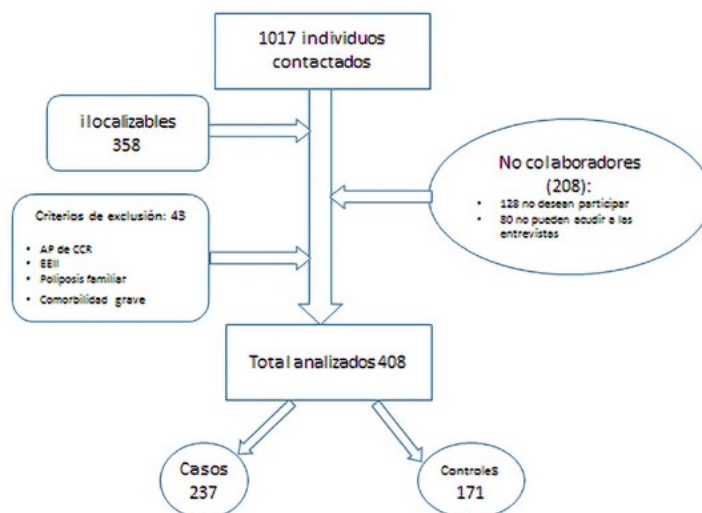 1017 individuos
contactados
ilocalizables
358
No colaboradores
(208):
• 128 no desean participar
• 80 no pueden acudir a las
entrevistas
Criterios de exclusión: 43
• AP de CCR
• EEII
• Poliposis familiar
• Comorbilidad grave
Total analizados 408
Casos
237
Controles
171